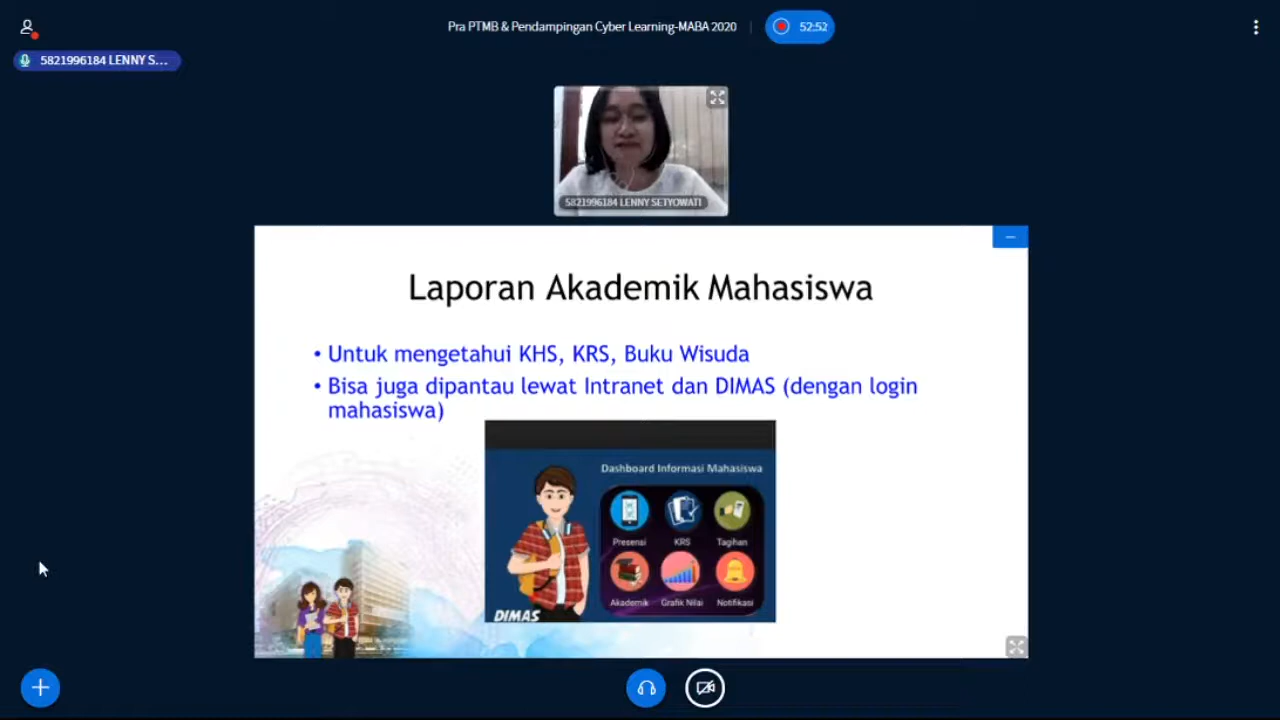 Pra PTMB & Pendampingan Cyber Learning-MABA 2020
52:52
5821996184 LENNY S...
5821996184 LENNY SETYOWATI
Laporan Akademik Mahasiswa
• Untuk mengetahui KHS, KRS, Buku Wisuda
• Bisa juga dipantau lewat Intranet dan DIMAS (dengan login
mahasiswa)
Dashboard Informasi Mahasiswa
Presensi KRS Tagihan
Akademik Grafik Nilai Notifikasi
DIMAS